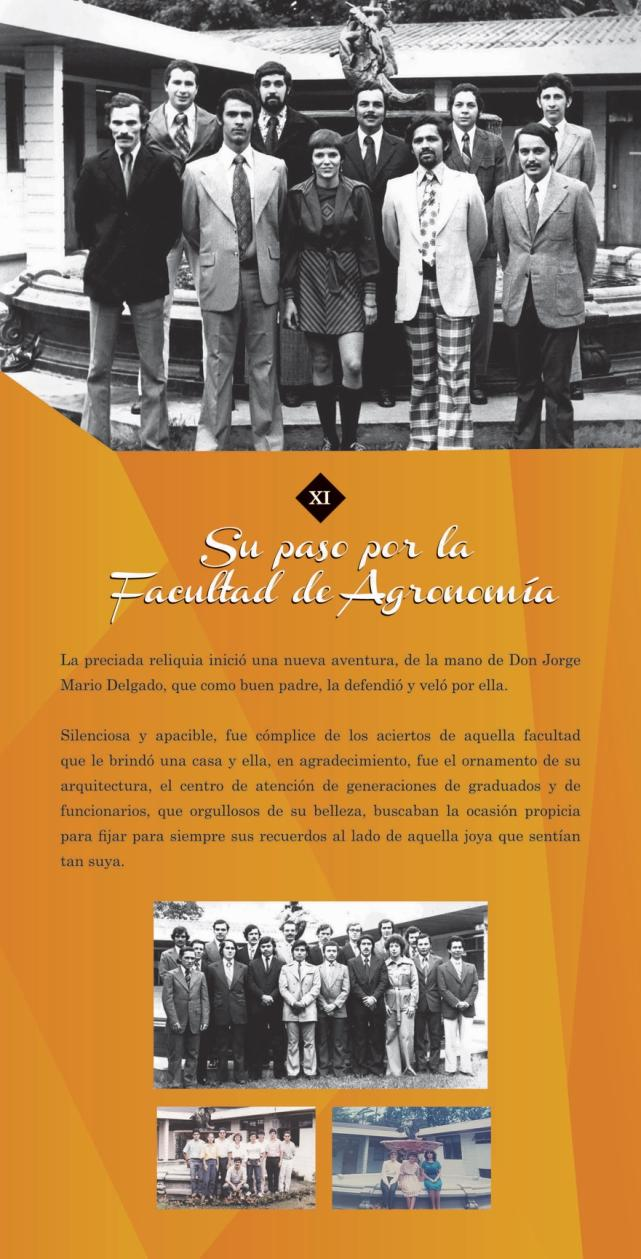 XI
Su paso por la
Facultad de Agronomía
La preciada reliquia inició una nueva aventura, de la mano de Don Jorge
Mario Delgado, que como buen padre, la defendió y veló por ella.
Silenciosa y apacible, fue cómplice de los aciertos de aquella facultad
que le brindó una casa y ella, en agradecimiento, fue el ornamento de su
arquitectura, el centro de atención de generaciones de graduados y de
funcionarios, que orgullosos de su belleza, buscaban la ocasión propicia
para fijar para siempre sus recuerdos al lado de aquella joya que sentían
tan suya.